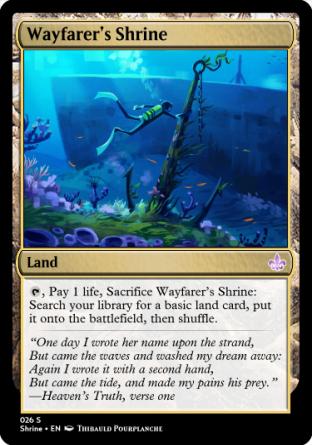 Wayfarer's Shrine
Land
, Pay 1 life, Sacrifice Wayfarer's Shrine:
Search your library for a basic land card, put
it onto the battlefield, then shuffle.
“One day I wrote her name upon the strand,
But came the waves and washed my dream away:
Again I wrote it with a second hand,
But came the tide, and made my pains his prey.”
—Heaven's Truth, verse one
026 S
Shrine • EN Thibauld Pourplanche